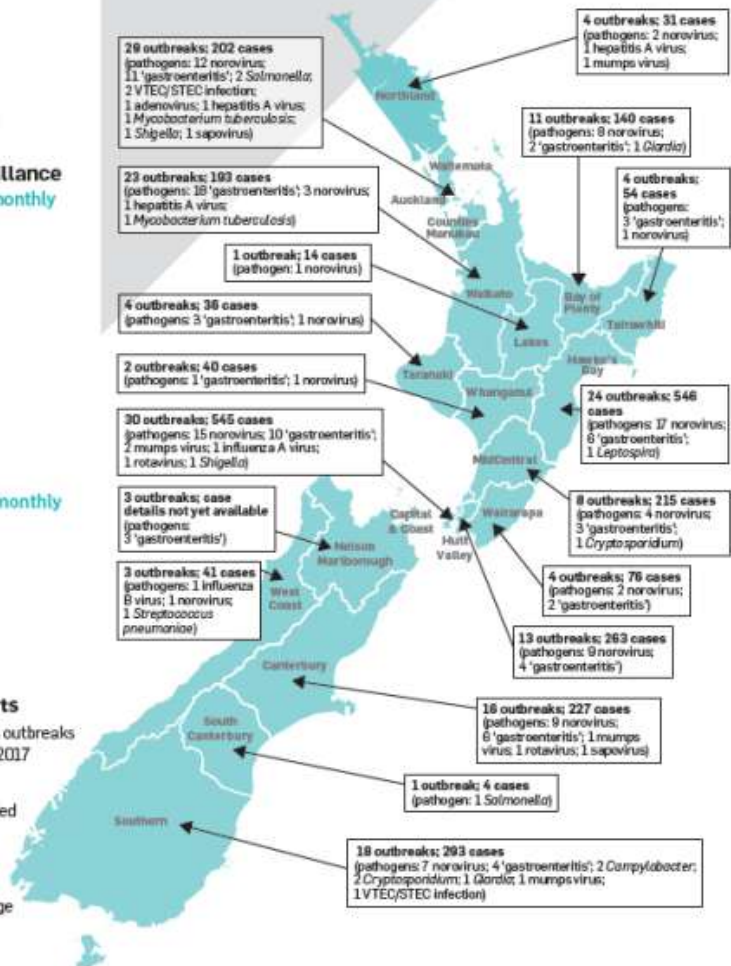 29 outbreaks; 202 cases
(pathogens: 12 norovirus;
11 'gastroenteritis'; 2 Salmonella;
2 VTEC/STEC infection;
1 adenovirus; 1 hepatitis A virus;
1 Mycobacterium tuberculosis;
1 Shigella; 1 sapovirus)
4 outbreaks; 31 cases
(pathogens: 2 norovirus;
1 hepatitis A virus;
1 mumps virus)
Northland
11 outbreaks; 140 cases
(pathogens: 8 norovirus;
2 'gastroenteritis'; 1 Giardia)
llance
monthly
23 outbreaks; 193 cases
(pathogens: 18 'gastroenteritis'; 3 norovirus;
1 hepatitis A virus;
1 Mycobacterium tuberculosis)
Waitemata
Auckland
Counties
Manukau
4 outbreaks;
54 cases
(pathogens:
3 'gastroenteritis';
1 norovirus)
1 outbreak; 14 cases
(pathogen: 1 norovirus)
Waikato
Bay of
Plenty
Tairawhiti
Lakes
4 outbreaks; 36 cases
(pathogens: 3 'gastroenteritis'; 1 norovirus)
Taranaki
Hawke's
Bay
2 outbreaks; 40 cases
(pathogens: 1 'gastroenteritis'; 1 norovirus)
Whanganui
24 outbreaks; 546
cases
(pathogens: 17 norovirus;
6 'gastroenteritis';
1 Leptospira)
30 outbreaks; 545 cases
(pathogens: 15 norovirus; 10 'gastroenteritis';
2 mumps virus; 1 influenza A virus;
1 rotavirus; 1 Shigella)
MidCentral
monthly
3 outbreaks; case
details not yet available
(pathogens:
3 'gastroenteritis')
Capital
& Coast
Hutt
Valley
Wairarapa
8 outbreaks; 215 cases
(pathogens: 4 norovirus;
3 'gastroenteritis';
1 Cryptosporidium)
Nelson
Marlborough
3 outbreaks; 41 cases
(pathogens: 1 influenza
B virus; 1 norovirus;
1 Streptococcus
pneumoniae)
West
Coast
4 outbreaks; 76 cases
(pathogens: 2 norovirus;
2 'gastroenteritis')
13 outbreaks; 263 cases
(pathogens: 9 norovirus;
4 'gastroenteritis')
Canterbury
rts
outbreaks
2017
ed
ge
16 outbreaks; 227 cases
(pathogens: 9 norovirus;
6 'gastroenteritis'; 1 mumps
virus; 1 rotavirus; 1 sapovirus)
South
Canterbury
1 outbreak; 4 cases
(pathogen: 1 Salmonella)
Southern
18 outbreaks; 293 cases
(pathogens: 7 norovirus; 4 'gastroenteritis'; 2 Campylobacter;
2 Cryptosporidium; 1 Giardia; 1 mumps virus;
1 VTEC/STEC infection)